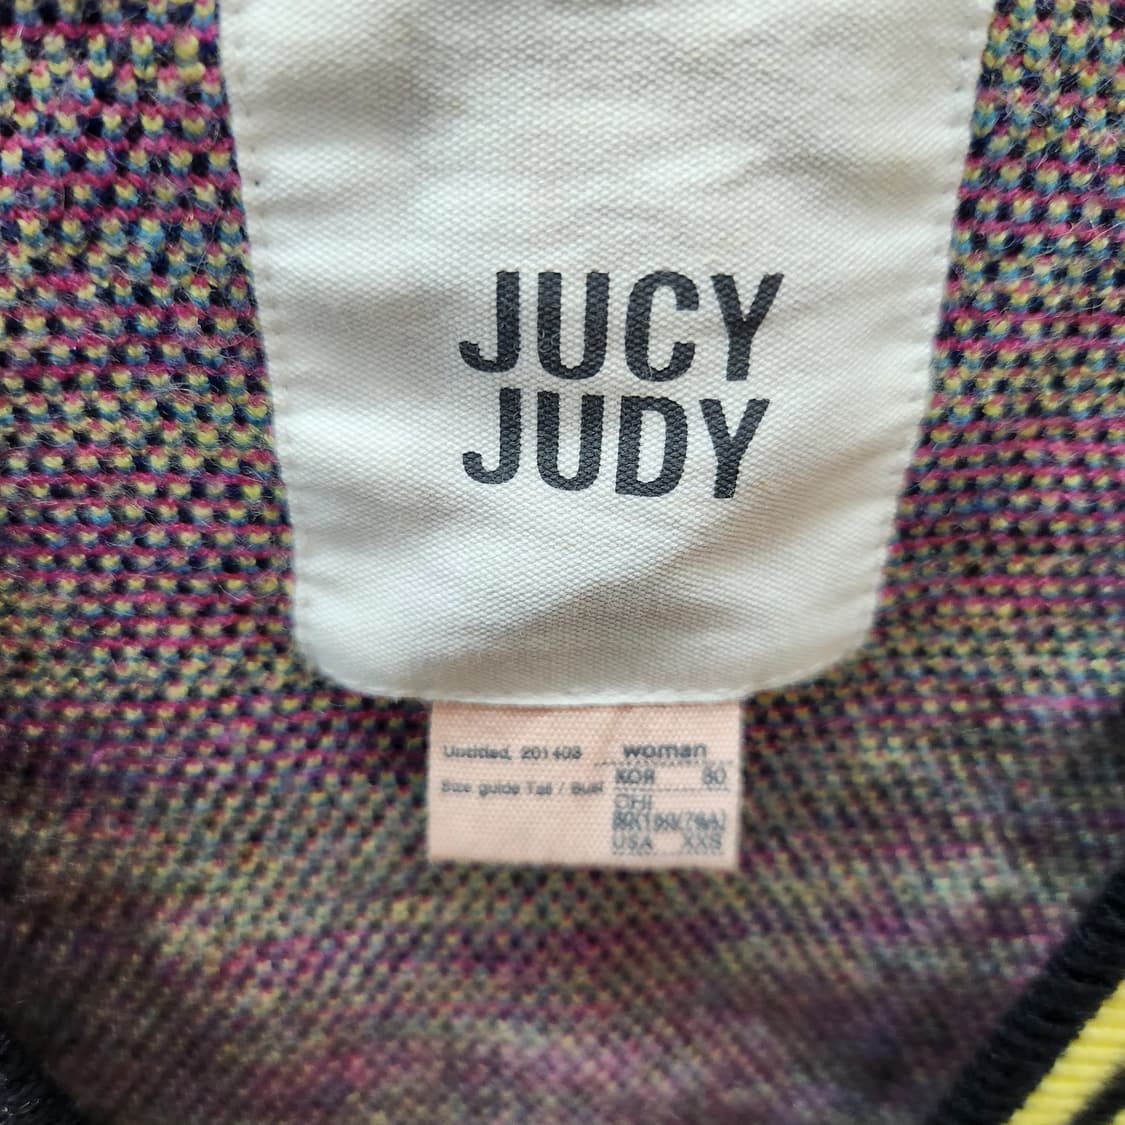 JUCY
JUDY
Untitled, 201403
Size guide Tall / Bust
woman
KOR 80
CHI
USA XXS